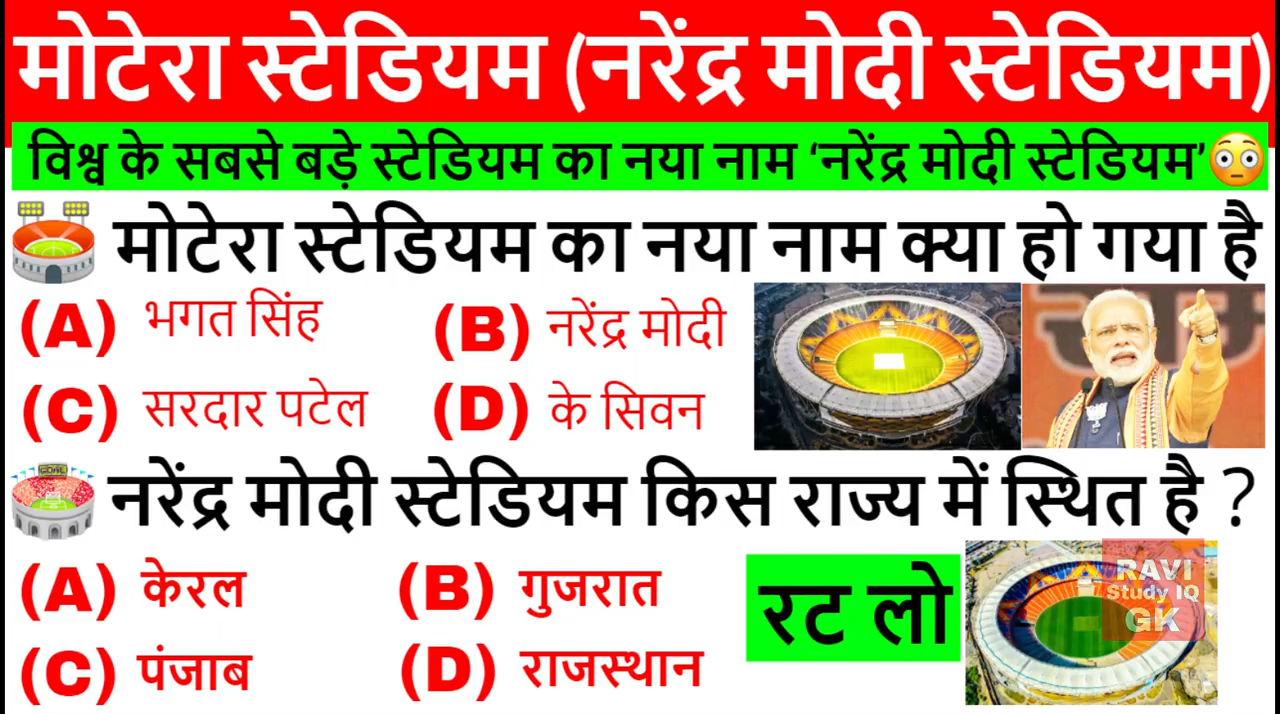 मोटेरा स्टेडियम (नरेंद्र मोदी स्टेडियम)
विश्व के सबसे बड़े स्टेडियम का नया नाम ‘नरेंद्र मोदी स्टेडियम’😳
मोटेरा स्टेडियम का नया नाम क्या हो गया है
(A) भगत सिंह (B) नरेंद्र मोदी
(C) सरदार पटेल (D) के सिवन
GOAL
नरेंद्र मोदी स्टेडियम किस राज्य में स्थित है ?
(A) केरल (B) गुजरात
(C) पंजाब (D) राजस्थान
रट लो
RAVI
Study IQ
GK